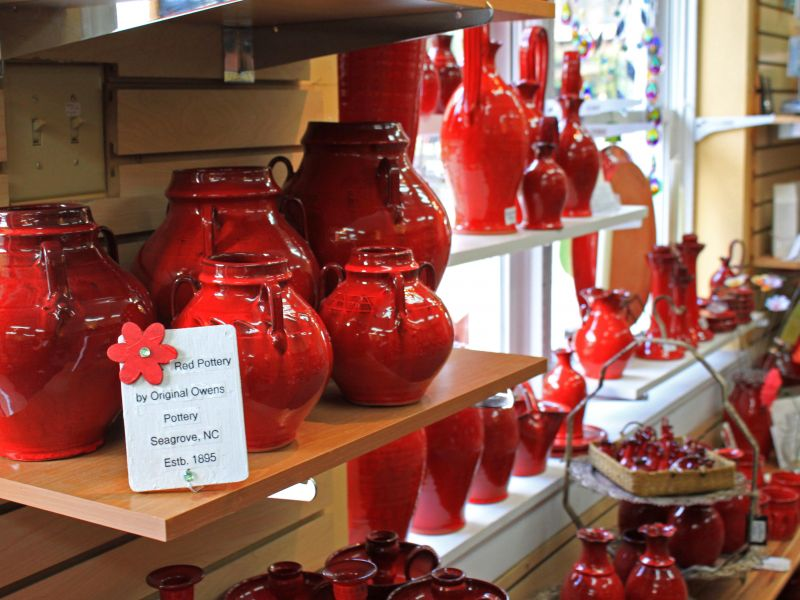 Red Pottery
by Original Owens
Pottery
Seagrove, NC
Estb. 1895